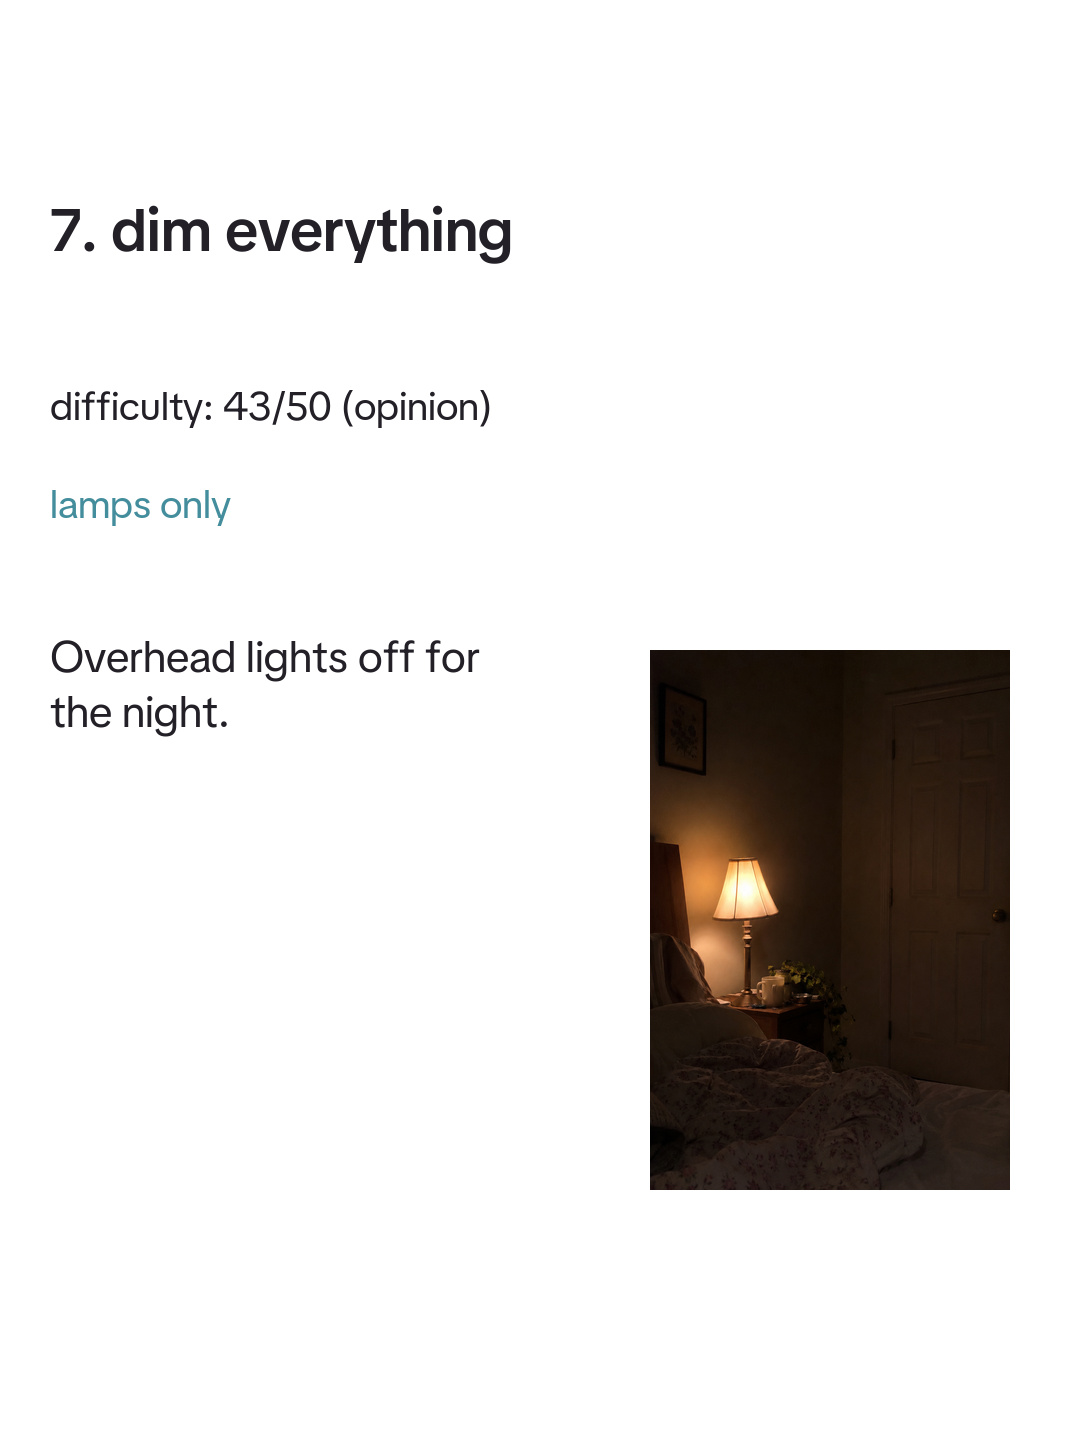 7. dim everything
difficulty: 43/50 (opinion)
lamps only
Overhead lights off for
the night.